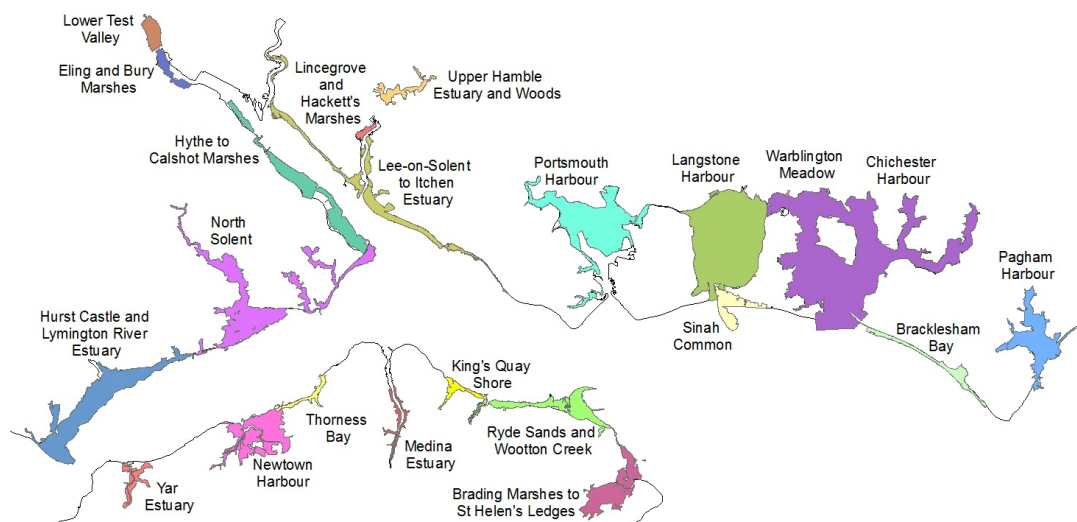 Lower Test
Valley
Eling and Bury
Marshes
Lincegrove
and
Hackett's
Marshes
Upper Hamble
Estuary and Woods
Hythe to
Calshot Marshes
Lee-on-Solent
to Itchen
Estuary
Portsmouth
Harbour
Langstone
Harbour
Warblington
Meadow
Chichester
Harbour
North
Solent
Pagham
Harbour
Hurst Castle and
Lymington River
Estuary
Sinah
Common
Bracklesham
Bay
King's Quay
Shore
Thorness
Bay
Medina
Estuary
Ryde Sands and
Wootton Creek
Newtown
Harbour
Yar
Estuary
Brading Marshes to
St Helen's Ledges